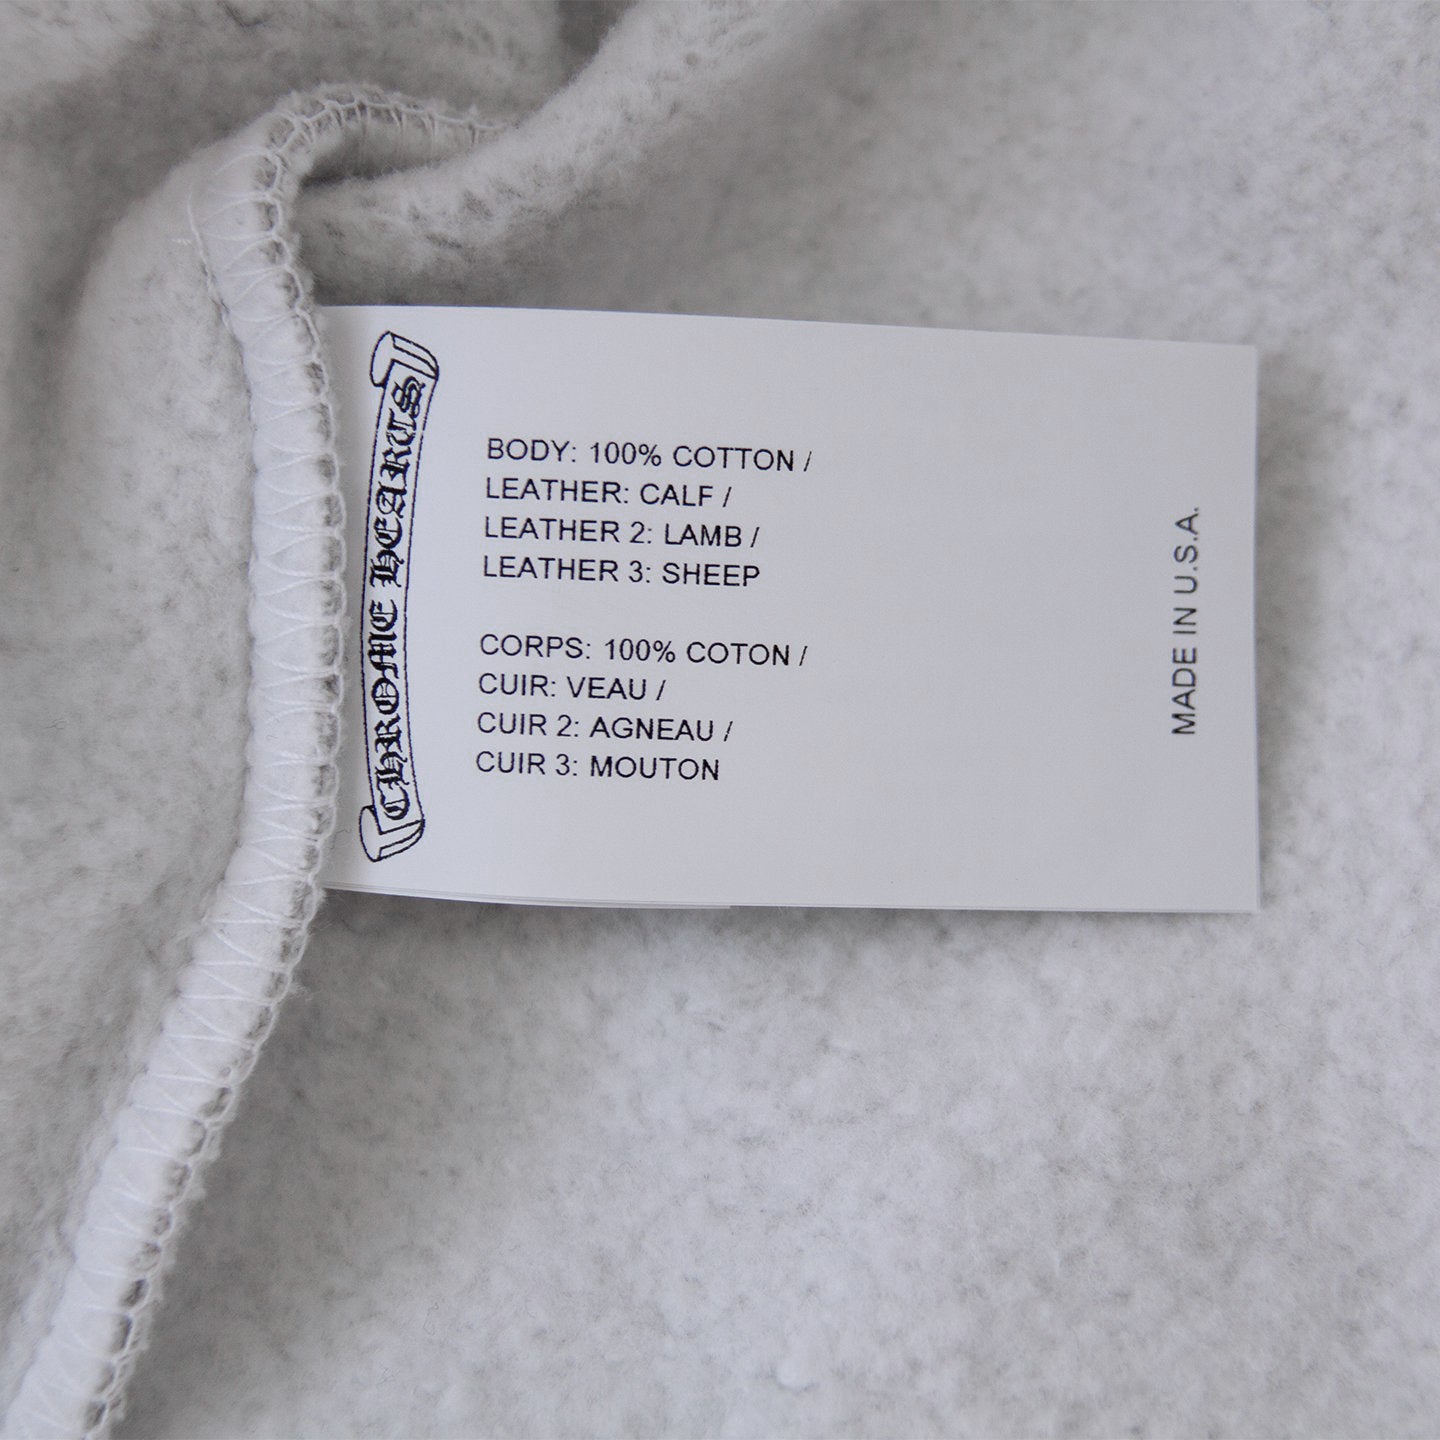 CHROME HEARTS
BODY: 100% COTTON /
LEATHER: CALF /
LEATHER 2: LAMB /
LEATHER 3: SHEEP
CORPS: 100% COTON /
CUIR: VEAU /
CUIR 2: AGNEAU /
CUIR 3: MOUTON
MADE IN U.S.A.